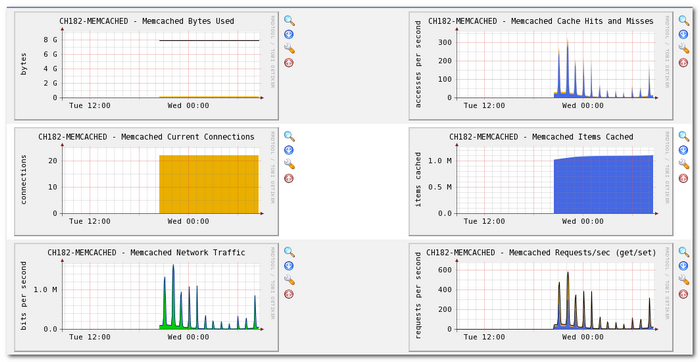 CH182-MEMCACHED - Memcached Bytes Used
bytes
8 G
6 G
4 G
2 G
0
Tue 12:00 Wed 00:00
RRDTOOL / TOBI OETIKER
CH182-MEMCACHED - Memcached Cache Hits and Misses
accesses per second
300
200
100
0
Tue 12:00 Wed 00:00
RRDTOOL / TOBI OETIKER
CH182-MEMCACHED - Memcached Current Connections
connections
20
10
0
Tue 12:00 Wed 00:00
RRDTOOL / TOBI OETIKER
CH182-MEMCACHED - Memcached Items Cached
items cached
1.0 M
0.5 M
0.0
Tue 12:00 Wed 00:00
RRDTOOL / TOBI OETIKER
CH182-MEMCACHED - Memcached Network Traffic
bits per second
1.0 M
0.0
Tue 12:00 Wed 00:00
RRDTOOL / TOBI OETIKER
CH182-MEMCACHED - Memcached Requests/sec (get/set)
requests per second
600
400
200
0
Tue 12:00 Wed 00:00
RRDTOOL / TOBI OETIKER